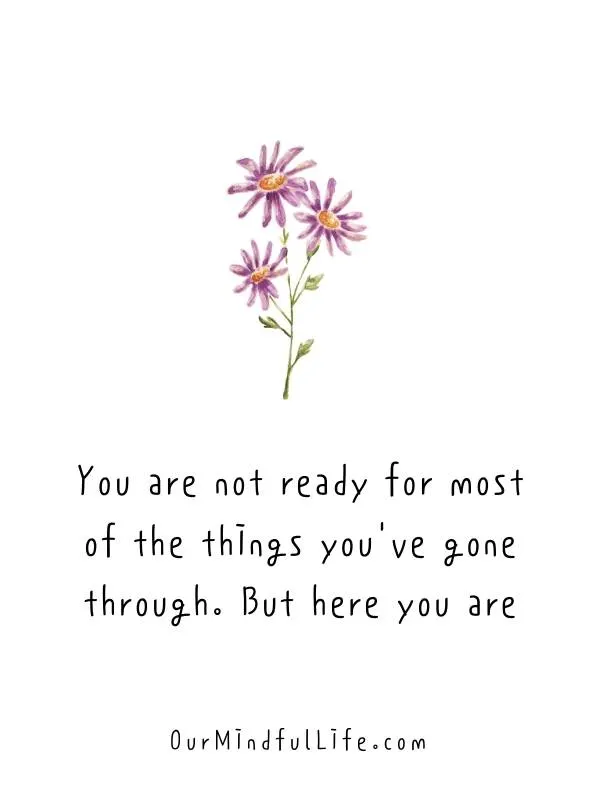 You are not ready for most
of the things you've gone
through. But here you are
OurMindfulLife.com